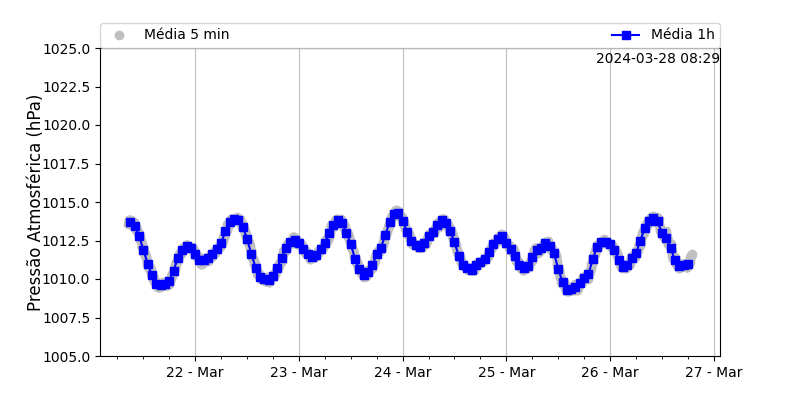 Média 5 min
Média 1h
2024-03-28 08:29
Pressão Atmosférica (hPa)
1025.0
1022.5
1020.0
1017.5
1015.0
1012.5
1010.0
1007.5
1005.0
22 - Mar
23 - Mar
24 - Mar
25 - Mar
26 - Mar
27 - Mar